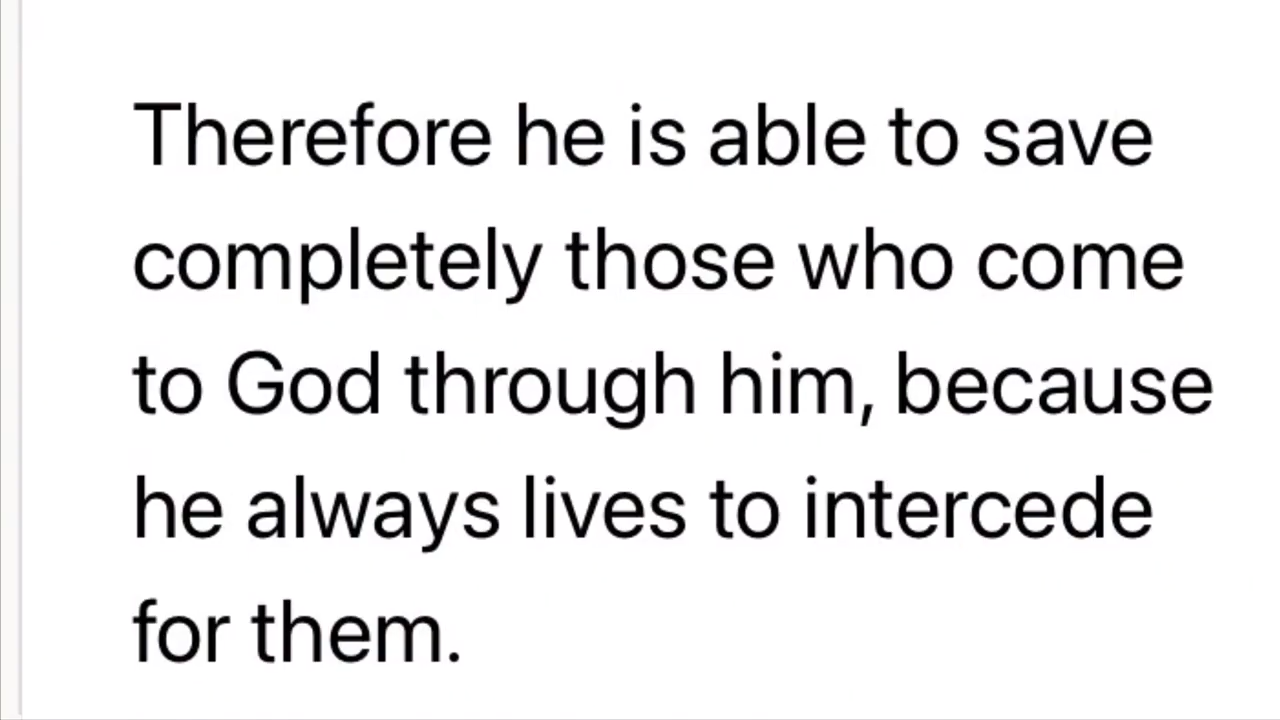 Therefore he is able to save
completely those who come
to God through him, because
he always lives to intercede
for them.